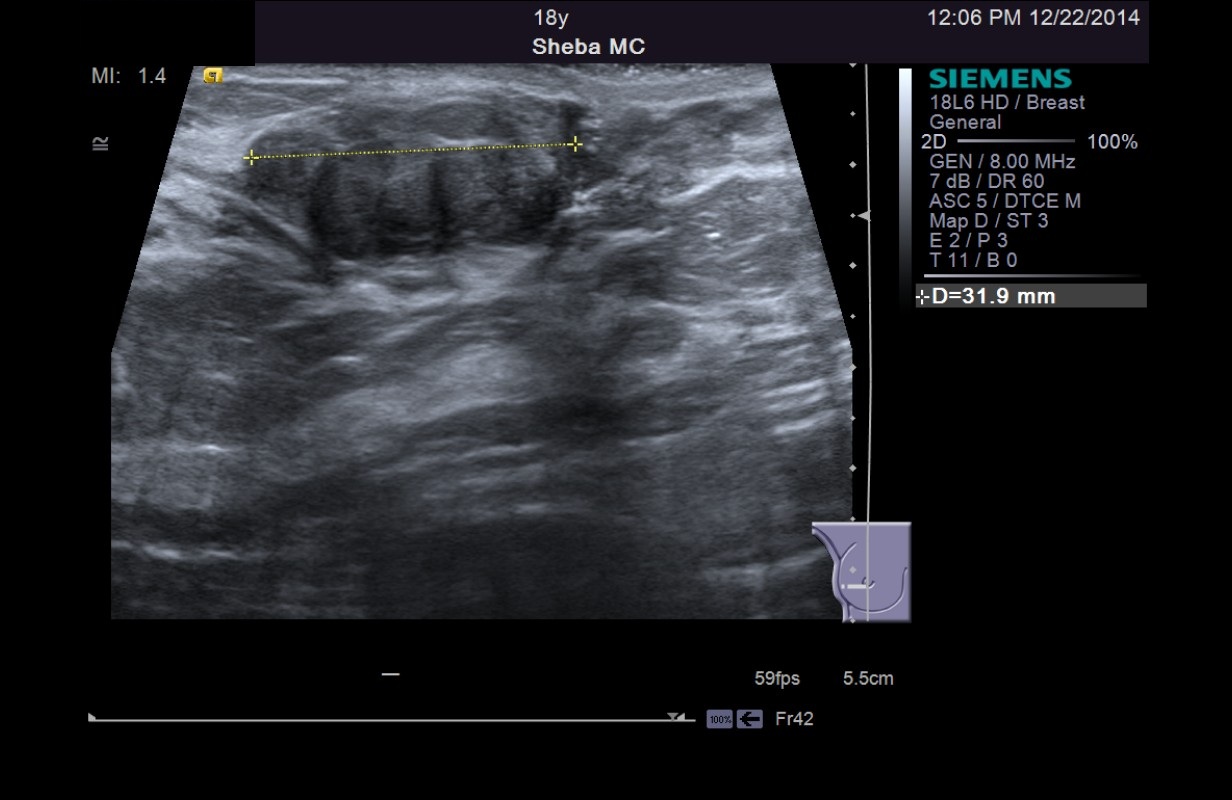 18y
12:06 PM 12/22/2014
Sheba MC
MI: 1.4
SIEMENS
18L6 HD / Breast
General
2D 100%
GEN / 8.00 MHz
7 dB / DR 60
ASC 5 / DTCE M
Map D / ST 3
E 2 / P 3
T 11 / B 0
D=31.9 mm
59fps 5.5cm
100% Fr42